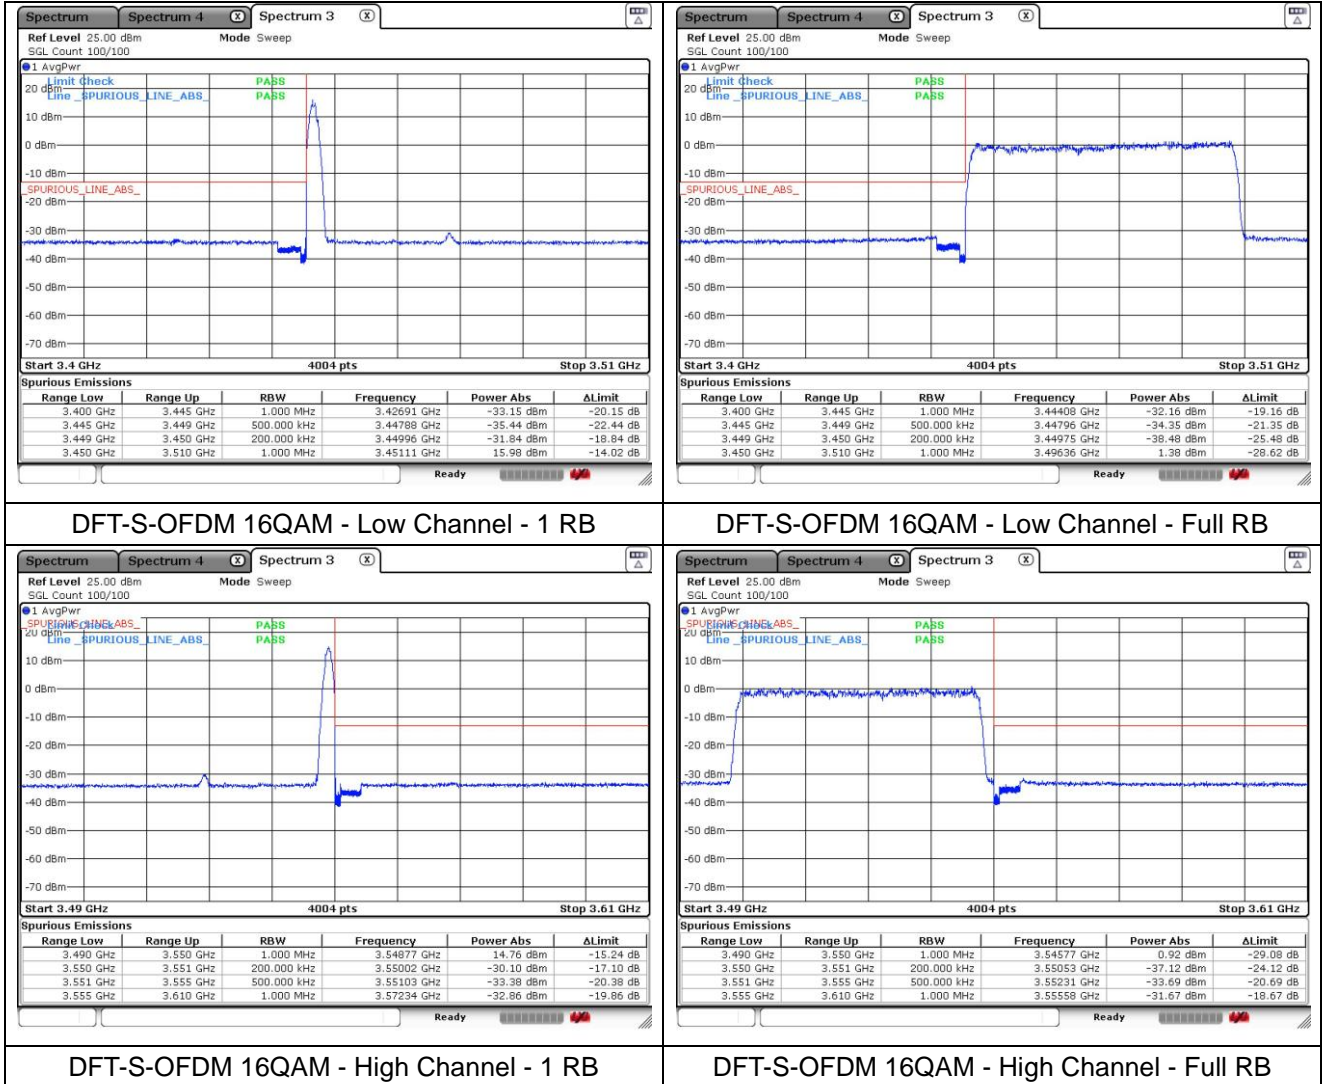 Spectrum Spectrum 4 Spectrum 3
Ref Level 25.00 dBm Mode Sweep
SGL Count 100/100
1 AvgPwr
Limit Check PASS
20 dBm
Line _SPURIOUS_LINE_ABS_ PASS
10 dBm
0 dBm
-10 dBm
_SPURIOUS_LINE_ABS_
-20 dBm
-30 dBm
-40 dBm
-50 dBm
-60 dBm
-70 dBm
Start 3.4 GHz 4004 pts Stop 3.51 GHz
Spurious Emissions
Range Low Range Up RBW Frequency Power Abs ΔLimit
3.400 GHz 3.445 GHz 1.000 MHz 3.42691 GHz -33.15 dBm -20.15 dB
3.445 GHz 3.449 GHz 500.000 kHz 3.44788 GHz -35.44 dBm -22.44 dB
3.449 GHz 3.450 GHz 200.000 kHz 3.44996 GHz -31.84 dBm -18.84 dB
3.450 GHz 3.510 GHz 1.000 MHz 3.45111 GHz 15.98 dBm -14.02 dB
Ready
DFT-S-OFDM 16QAM - Low Channel - 1 RB
Spectrum Spectrum 4 Spectrum 3
Ref Level 25.00 dBm Mode Sweep
SGL Count 100/100
1 AvgPwr
Limit Check PASS
20 dBm
Line _SPURIOUS_LINE_ABS_ PASS
10 dBm
0 dBm
-10 dBm
_SPURIOUS_LINE_ABS_
-20 dBm
-30 dBm
-40 dBm
-50 dBm
-60 dBm
-70 dBm
Start 3.4 GHz 4004 pts Stop 3.51 GHz
Spurious Emissions
Range Low Range Up RBW Frequency Power Abs ΔLimit
3.400 GHz 3.445 GHz 1.000 MHz 3.44408 GHz -32.16 dBm -19.16 dB
3.445 GHz 3.449 GHz 500.000 kHz 3.44796 GHz -34.35 dBm -21.35 dB
3.449 GHz 3.450 GHz 200.000 kHz 3.44975 GHz -38.48 dBm -25.48 dB
3.450 GHz 3.510 GHz 1.000 MHz 3.49636 GHz 1.38 dBm -28.62 dB
Ready
DFT-S-OFDM 16QAM - Low Channel - Full RB
Spectrum Spectrum 4 Spectrum 3
Ref Level 25.00 dBm Mode Sweep
SGL Count 100/100
1 AvgPwr
_SPURIOUS_LINE_ABS_
Limit Check PASS
20 dBm
Line _SPURIOUS_LINE_ABS_ PASS
10 dBm
0 dBm
-10 dBm
-20 dBm
-30 dBm
-40 dBm
-50 dBm
-60 dBm
-70 dBm
Start 3.49 GHz 4004 pts Stop 3.61 GHz
Spurious Emissions
Range Low Range Up RBW Frequency Power Abs ΔLimit
3.490 GHz 3.550 GHz 1.000 MHz 3.54877 GHz 14.76 dBm -15.24 dB
3.550 GHz 3.551 GHz 200.000 kHz 3.55002 GHz -30.10 dBm -17.10 dB
3.551 GHz 3.555 GHz 500.000 kHz 3.55103 GHz -33.38 dBm -20.38 dB
3.555 GHz 3.610 GHz 1.000 MHz 3.57234 GHz -32.86 dBm -19.86 dB
Ready
DFT-S-OFDM 16QAM - High Channel - 1 RB
Spectrum Spectrum 4 Spectrum 3
Ref Level 25.00 dBm Mode Sweep
SGL Count 100/100
1 AvgPwr
_SPURIOUS_LINE_ABS_
Limit Check PASS
20 dBm
Line _SPURIOUS_LINE_ABS_ PASS
10 dBm
0 dBm
-10 dBm
-20 dBm
-30 dBm
-40 dBm
-50 dBm
-60 dBm
-70 dBm
Start 3.49 GHz 4004 pts Stop 3.61 GHz
Spurious Emissions
Range Low Range Up RBW Frequency Power Abs ΔLimit
3.490 GHz 3.550 GHz 1.000 MHz 3.54577 GHz 0.92 dBm -29.08 dB
3.550 GHz 3.551 GHz 200.000 kHz 3.55053 GHz -37.12 dBm -24.12 dB
3.551 GHz 3.555 GHz 500.000 kHz 3.55231 GHz -33.69 dBm -20.69 dB
3.555 GHz 3.610 GHz 1.000 MHz 3.55558 GHz -31.67 dBm -18.67 dB
Ready
DFT-S-OFDM 16QAM - High Channel - Full RB